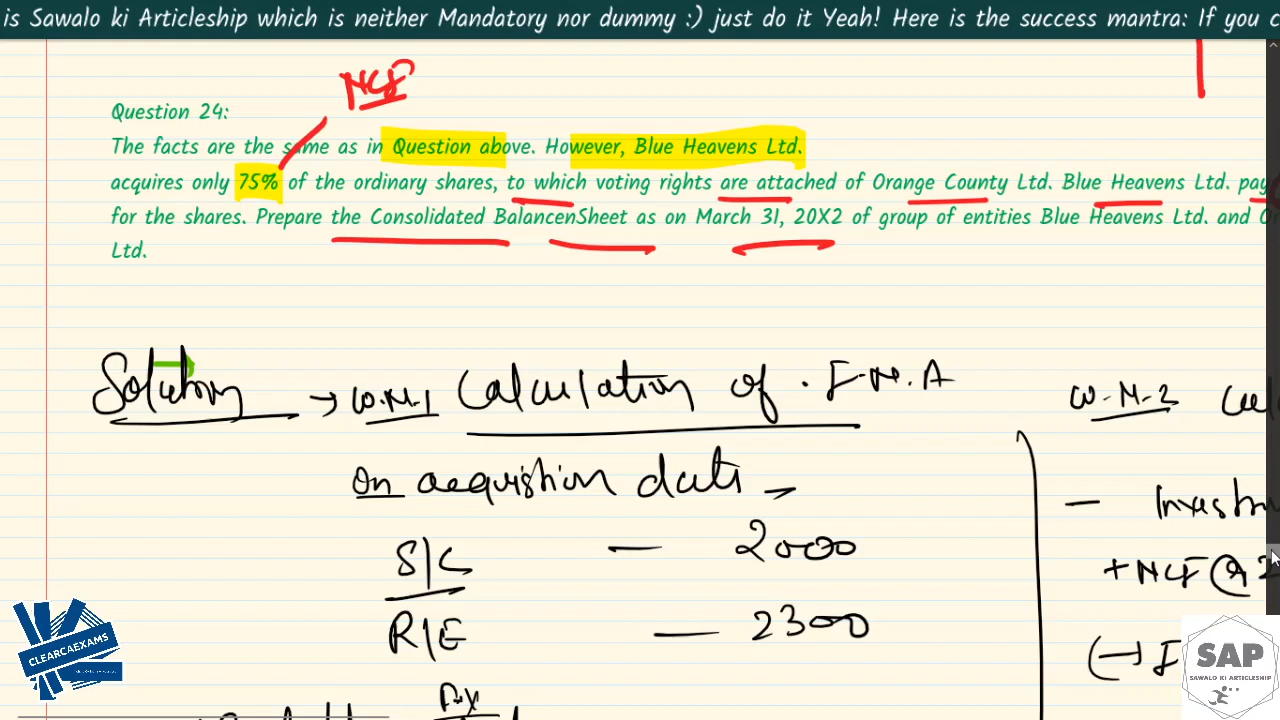 is Sawalo ki Articleship which is neither Mandatory nor dummy :) just do it Yeah! Here is the success mantra: If you c
NCI
Question 24:
The facts are the same as in Question above. However, Blue Heavens Ltd.
acquires only 75% of the ordinary shares, to which voting rights are attached of Orange County Ltd. Blue Heavens Ltd. pay
for the shares. Prepare the Consolidated BalancenSheet as on March 31, 20X2 of group of entities Blue Heavens Ltd. and O
Ltd.
Solution → W.N-1 Calculation of I.N.A
W-N-2 Cal
on acquistion date
— Investm
S/C — 2000
+ NCI @ 2
R/E — 2300
(-) I
CLEARCAEXAMS
SAP
SAWALO KI ARTICLESHIP